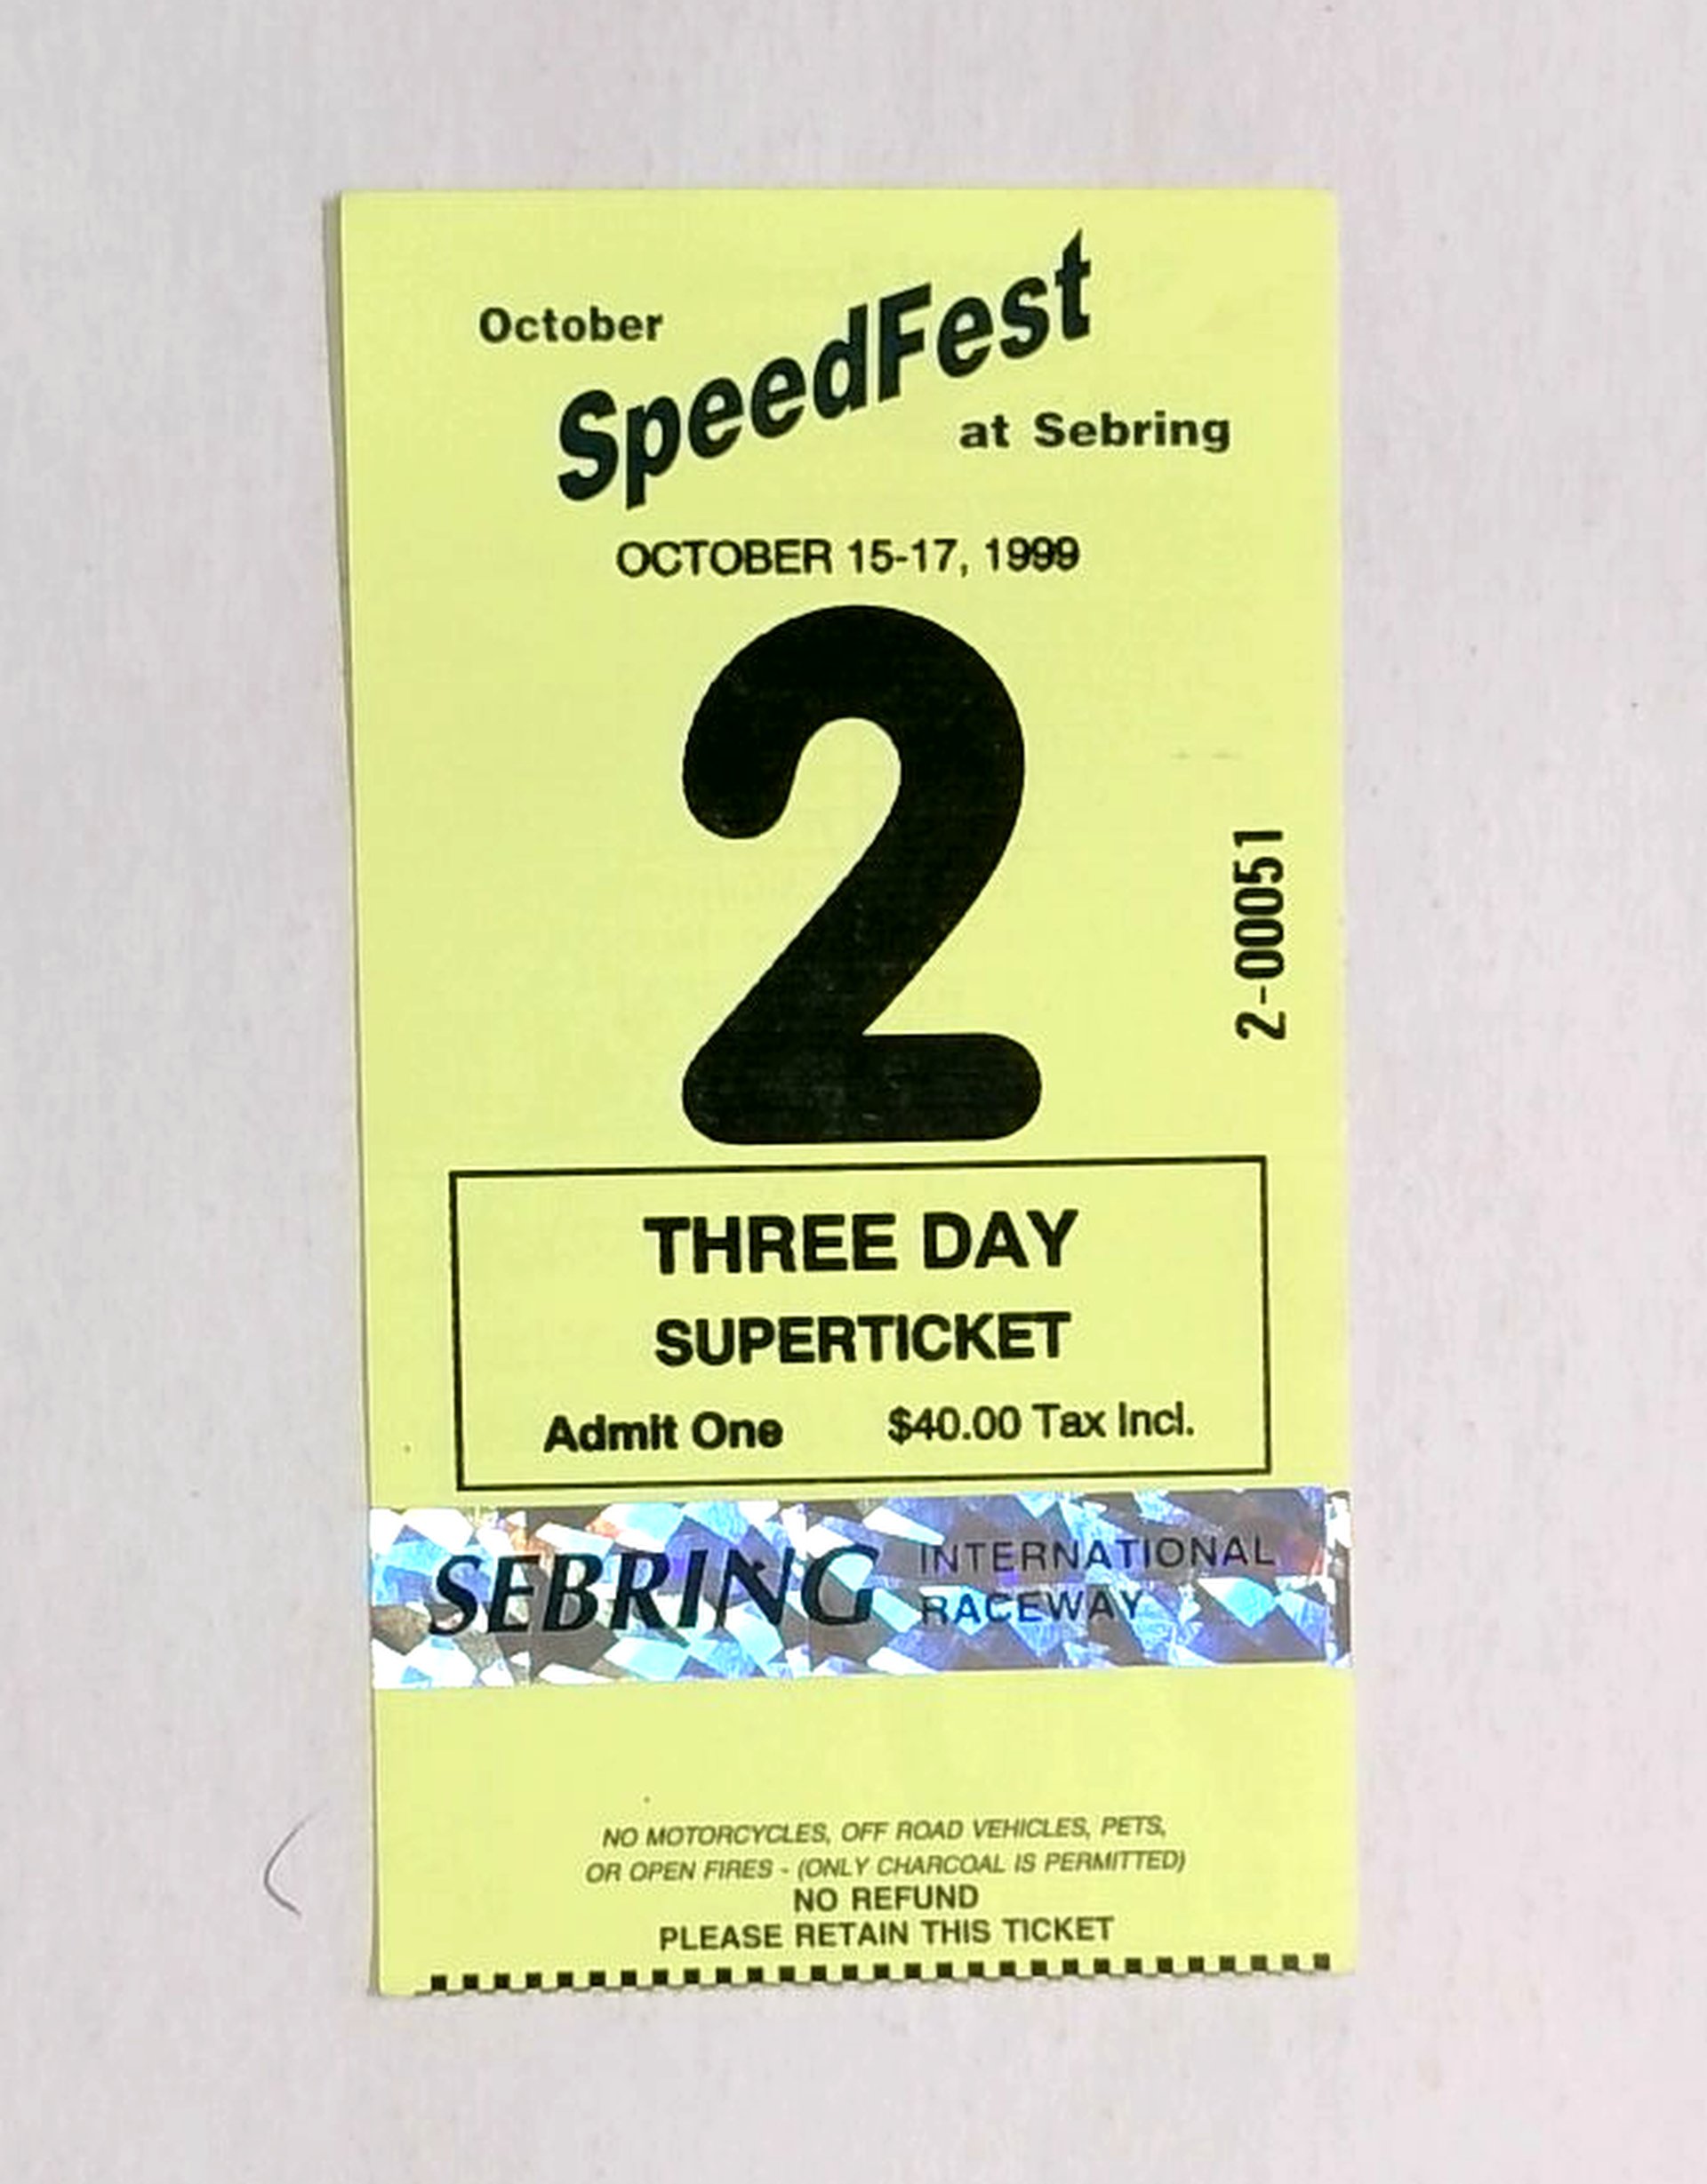 October
SpeedFest
at Sebring
OCTOBER 15-17, 1999
2
2-00051
THREE DAY
SUPERTICKET
Admit One $40.00 Tax Incl.
SEBRING INTERNATIONAL
RACEWAY
NO MOTORCYCLES, OFF ROAD VEHICLES, PETS,
OR OPEN FIRES - (ONLY CHARCOAL IS PERMITTED)
NO REFUND
PLEASE RETAIN THIS TICKET